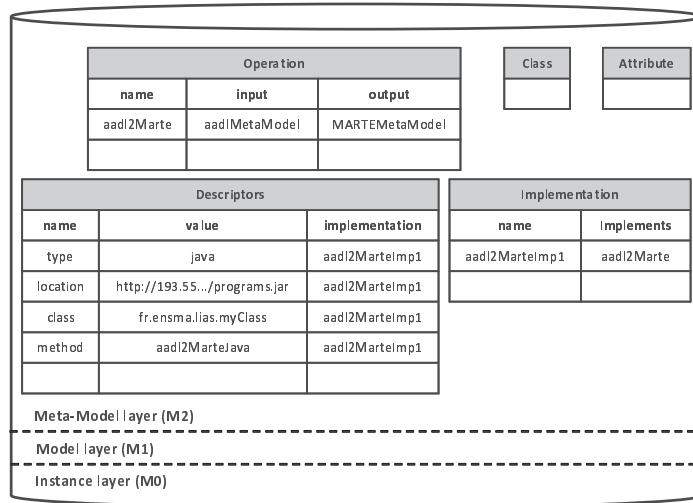 Operation
name input output
aadl2Marte aadlMetaModel MARTEMetaModel
Class
Attribute
Descriptors
name value implementation
type java aadl2MarteImp1
location http://193.55.../programs.jar aadl2MarteImp1
class fr.ensma.lias.myClass aadl2MarteImp1
method aadl2MarteJava aadl2MarteImp1
Implementation
name Implements
aadl2MarteImp1 aadl2Marte
Meta-Model layer (M2)
Model layer (M1)
Instance layer (M0)